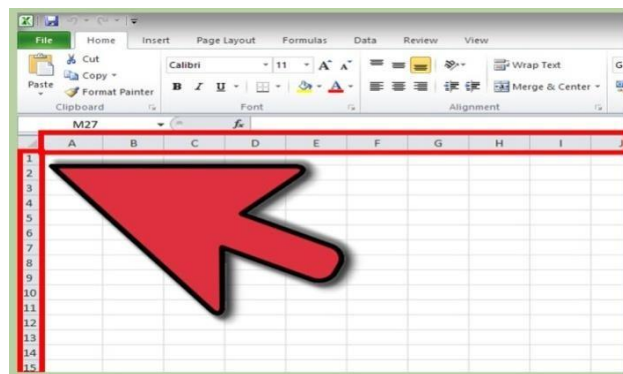 File Home Insert Page Layout Formulas Data Review View
Cut
Calibri 11 A A Wrap Text G
Copy
Paste
B I U A Merge & Center
Format Painter
Clipboard Font Alignment
M27 fx
A B C D E F G H I J
1
2
3
4
5
6
7
8
9
10
11
12
13
14
15